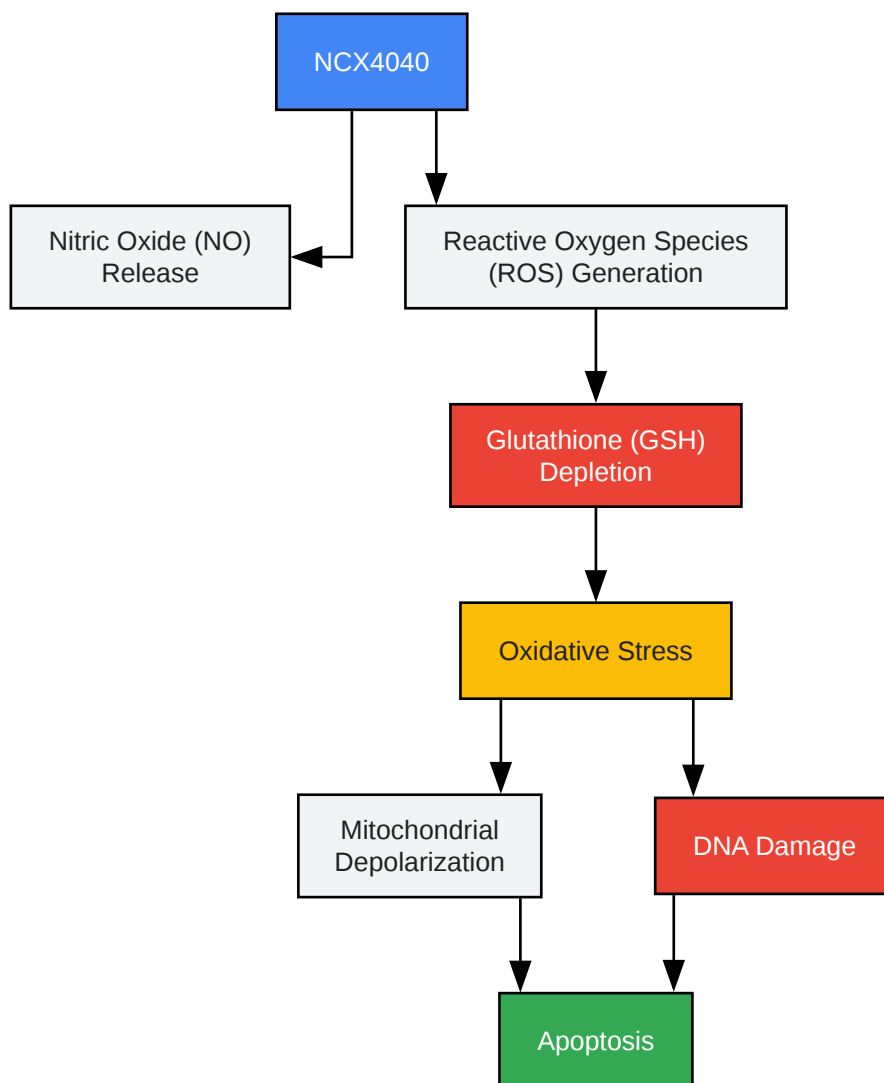 NCX4040
Nitric Oxide (NO)
Release
Reactive Oxygen Species
(ROS) Generation
Glutathione (GSH)
Depletion
Oxidative Stress
Mitochondrial
Depolarization
DNA Damage
Apoptosis